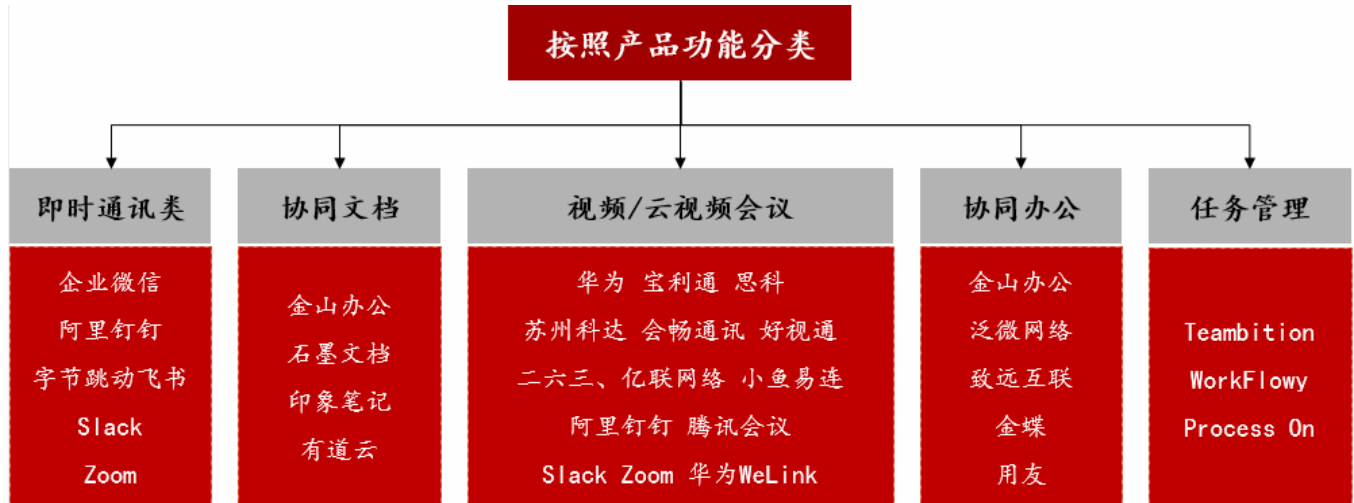 按照产品功能分类
即时通讯类
企业微信
阿里钉钉
字节跳动飞书
Slack
Zoom
协同文档
金山办公
石墨文档
印象笔记
有道云
视频/云视频会议
华为 宝利通 思科
苏州科达 会畅通讯 好视通
二六三、亿联网络 小鱼易连
阿里钉钉 腾讯会议
Slack Zoom 华为WeLink
协同办公
金山办公
泛微网络
致远互联
金蝶
用友
任务管理
Teambition
WorkFlowy
Process On